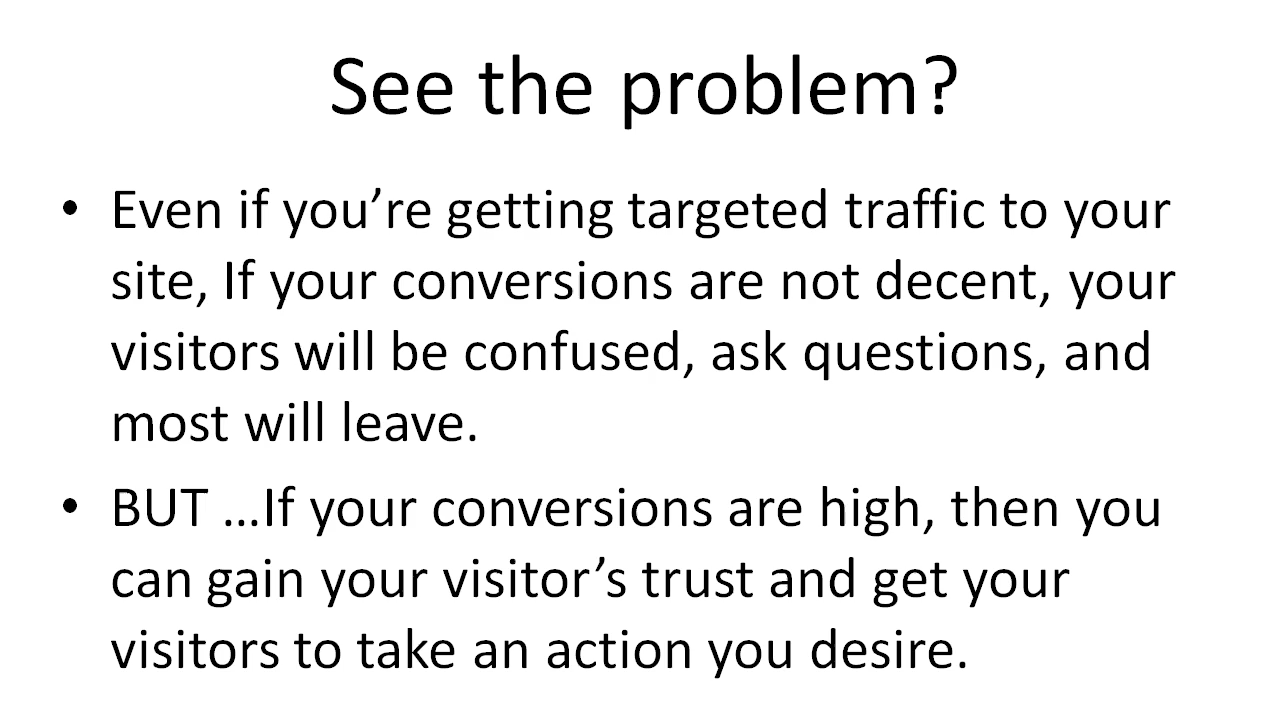 See the problem?
• Even if you’re getting targeted traffic to your
site, If your conversions are not decent, your
visitors will be confused, ask questions, and
most will leave.
• BUT …If your conversions are high, then you
can gain your visitor’s trust and get your
visitors to take an action you desire.